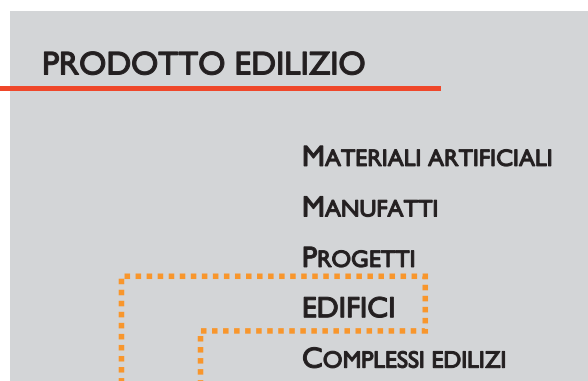 PRODOTTO EDILIZIO
MATERIALI ARTIFICIALI
MANUFATTI
PROGETTI
EDIFICI
COMPLESSI EDILIZI